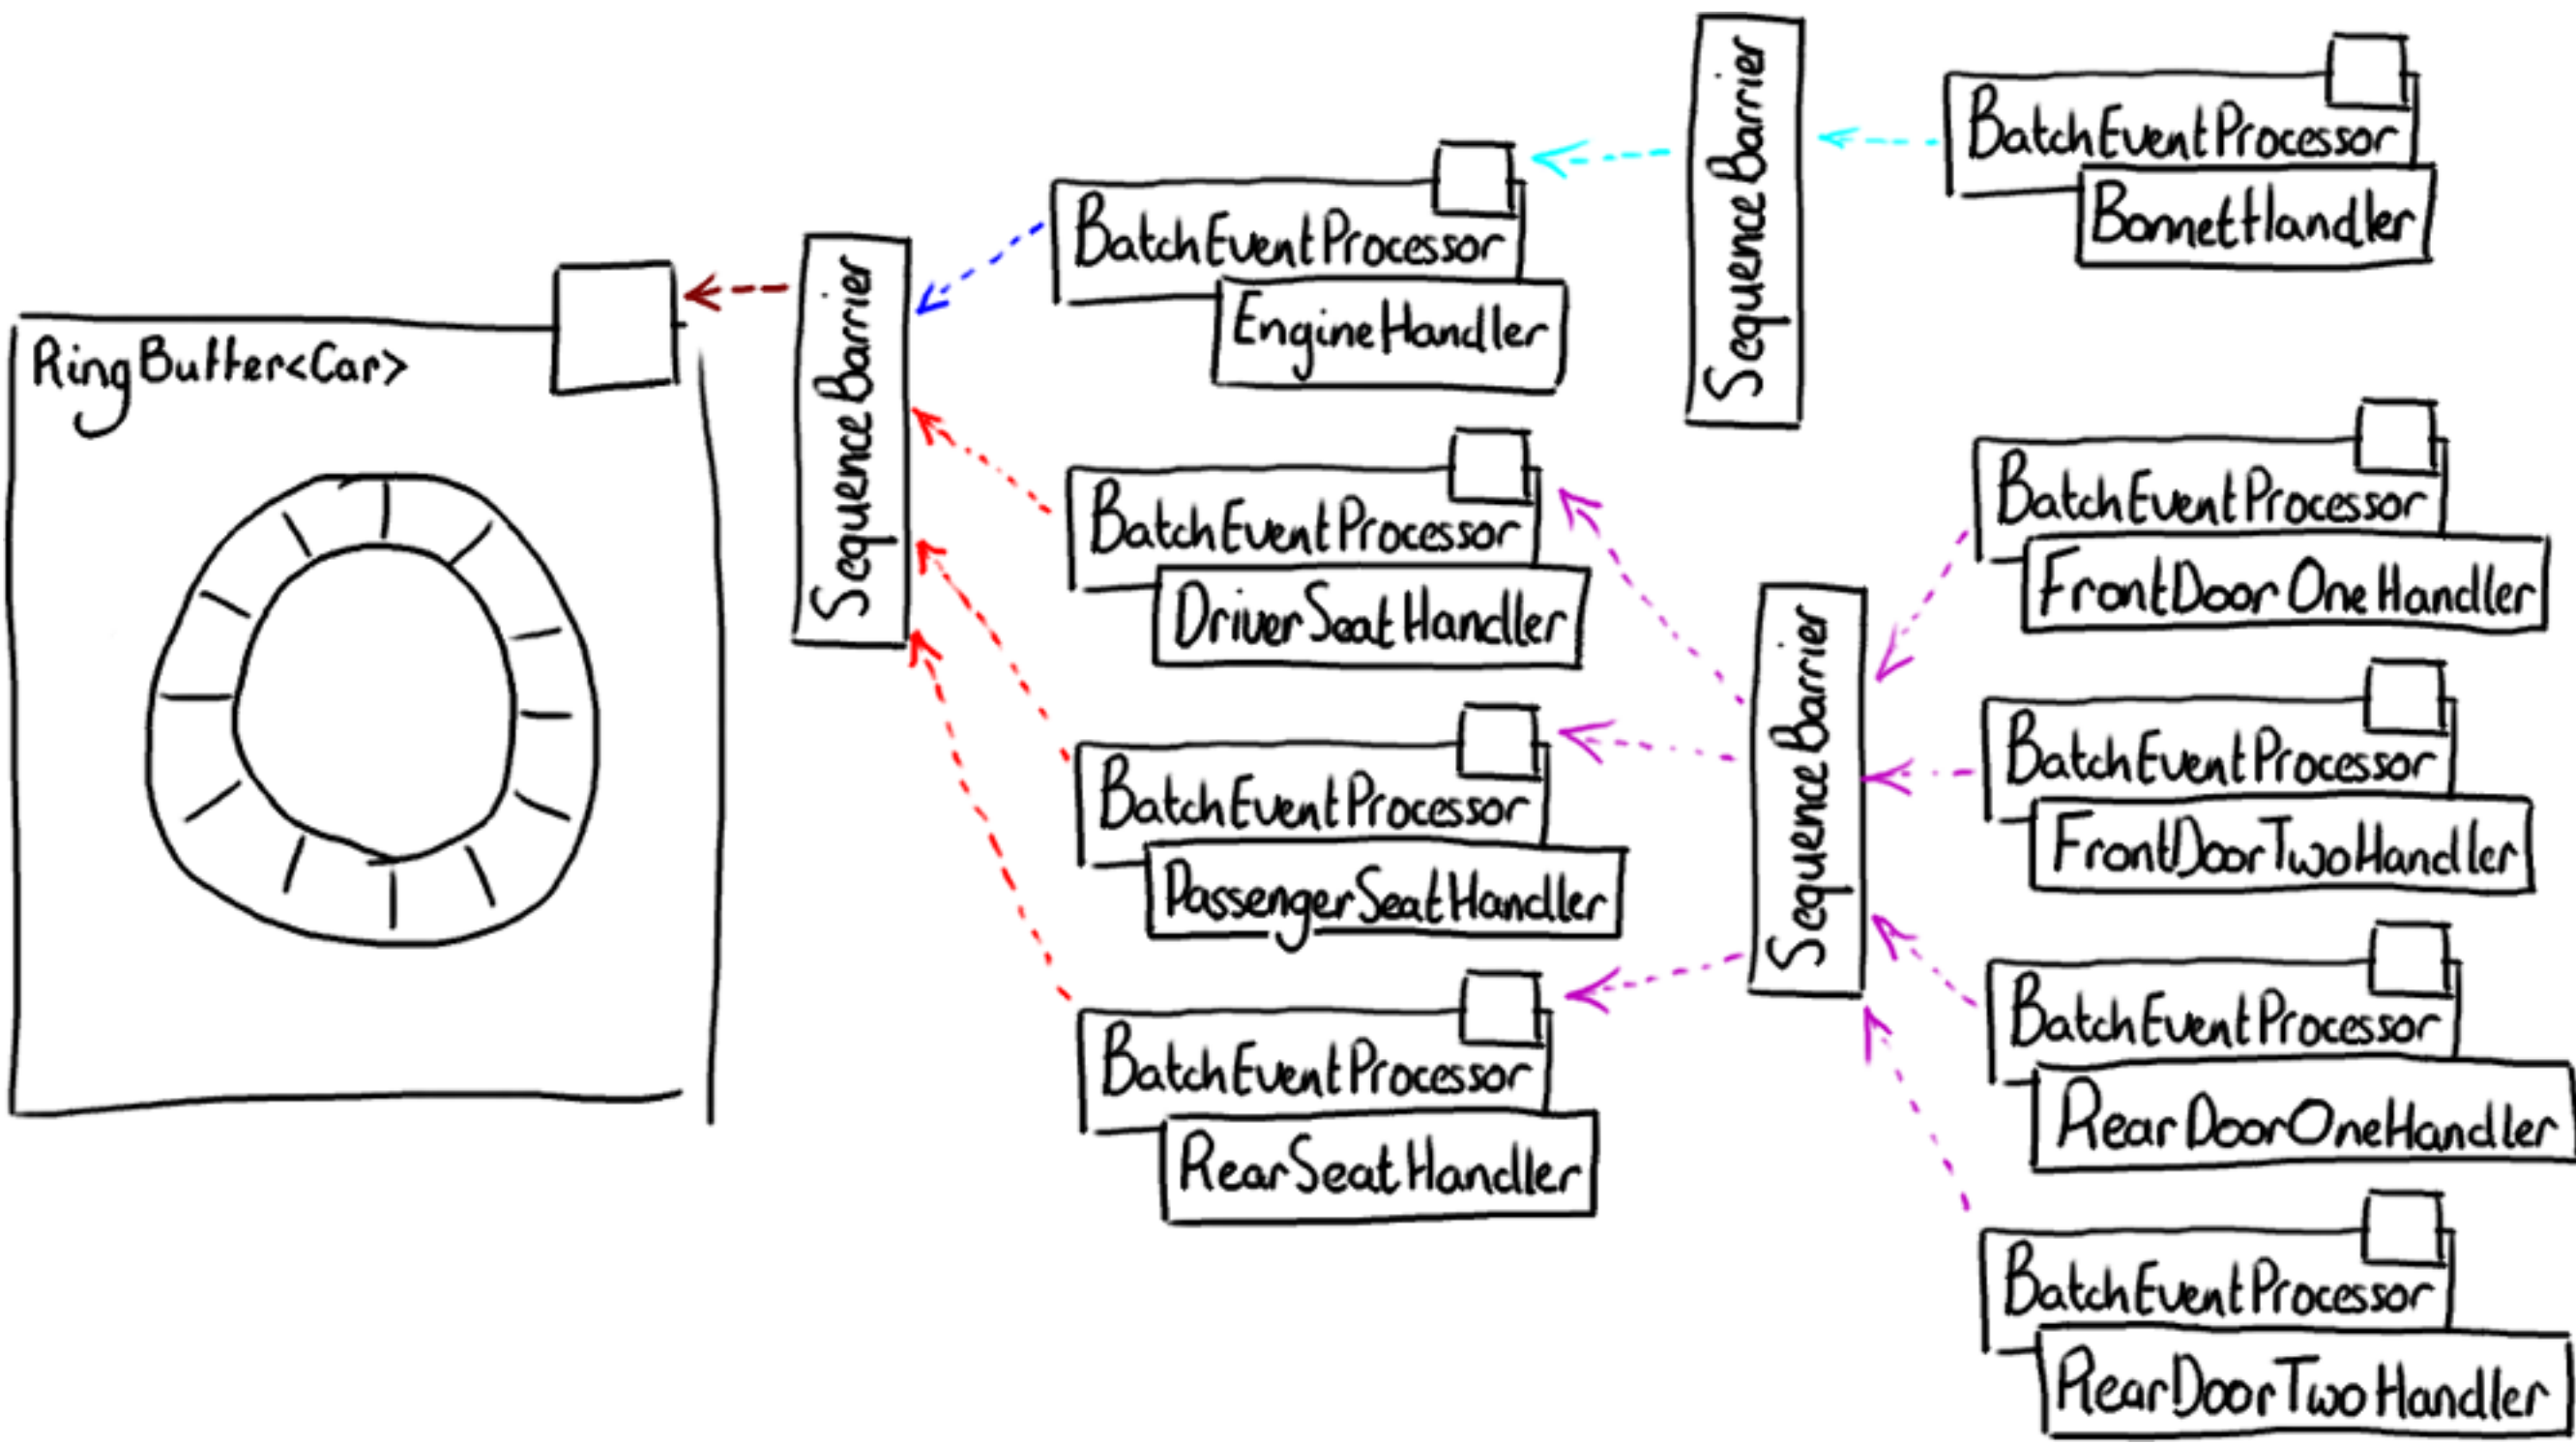 RingBuffer<Car>
SequenceBarrier
BatchEventProcessor
EngineHandler
BatchEventProcessor
DriverSeatHandler
BatchEventProcessor
PassengerSeatHandler
BatchEventProcessor
RearSeatHandler
SequenceBarrier
BatchEventProcessor
BonnetHandler
SequenceBarrier
BatchEventProcessor
FrontDoorOneHandler
BatchEventProcessor
FrontDoorTwoHandler
BatchEventProcessor
RearDoorOneHandler
BatchEventProcessor
RearDoorTwoHandler